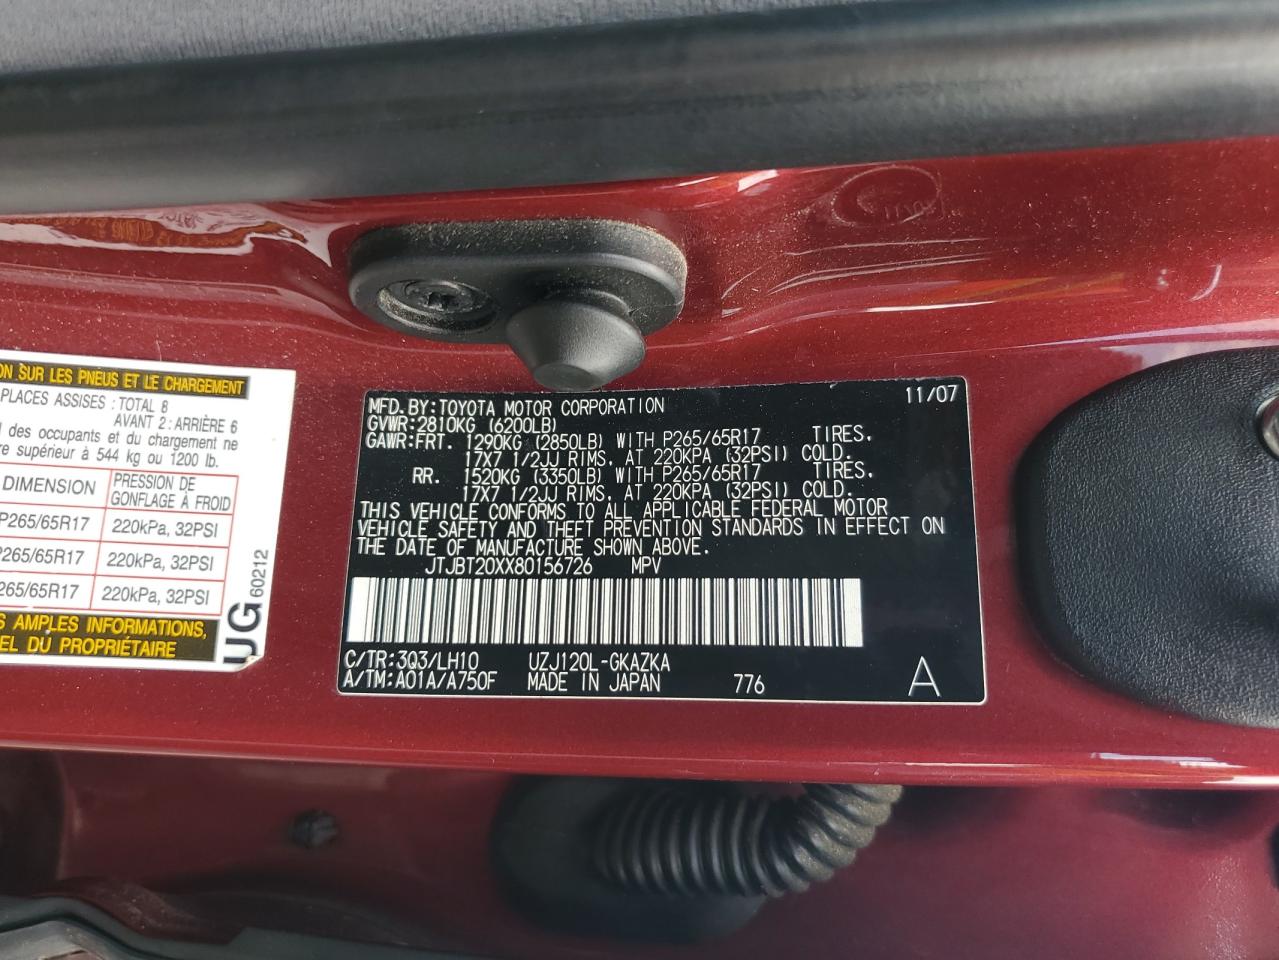 ON SUR LES PNEUS ET LE CHARGEMENT
PLACES ASSISES : TOTAL 8
AVANT 2 : ARRIÈRE 6
des occupants et du chargement ne
re supérieur à 544 kg ou 1200 lb.
DIMENSION
PRESSION DE
GONFLAGE À FROID
P265/65R17 220kPa, 32PSI
P265/65R17 220kPa, 32PSI
265/65R17 220kPa, 32PSI
S AMPLES INFORMATIONS,
EL DU PROPRIÉTAIRE
UG 60212
MFD.BY:TOYOTA MOTOR CORPORATION 11/07
GVWR:2810KG (6200LB)
GAWR:FRT. 1290KG (2850LB) WITH P265/65R17 TIRES.
17X7 1/2JJ RIMS, AT 220KPA (32PSI) COLD.
RR. 1520KG (3350LB) WITH P265/65R17 TIRES.
17X7 1/2JJ RIMS, AT 220KPA (32PSI) COLD.
THIS VEHICLE CONFORMS TO ALL APPLICABLE FEDERAL MOTOR
VEHICLE SAFETY AND THEFT PREVENTION STANDARDS IN EFFECT ON
THE DATE OF MANUFACTURE SHOWN ABOVE.
JTJBT20XX80156726 MPV
C/TR:3Q3/LH10 UZJ120L-GKAZKA
A/TM:A01A/A750F MADE IN JAPAN 776 A